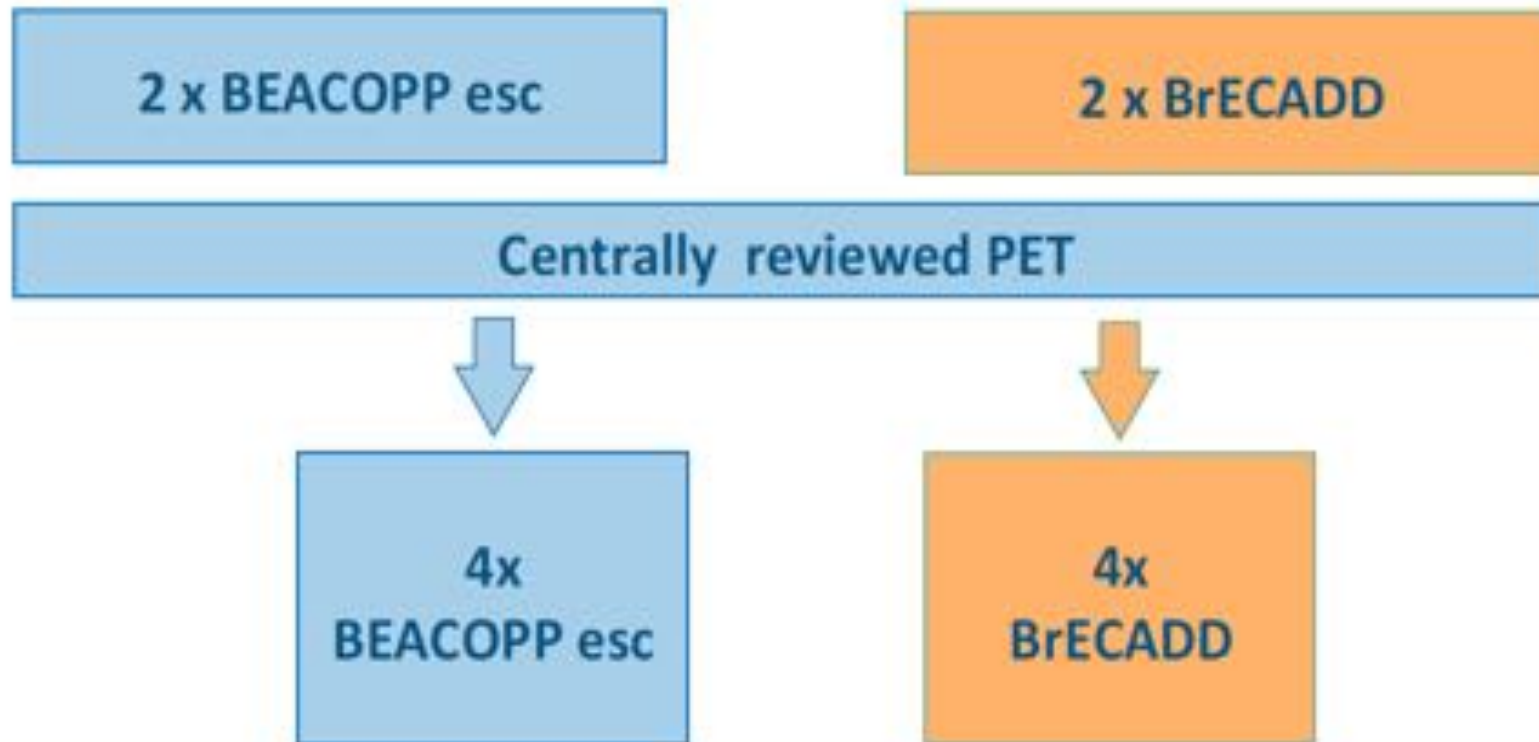 2 x BEACOPP esc
2 x BrECADD
Centrally reviewed PET
4x
BEACOPP esc
4x
BrECADD